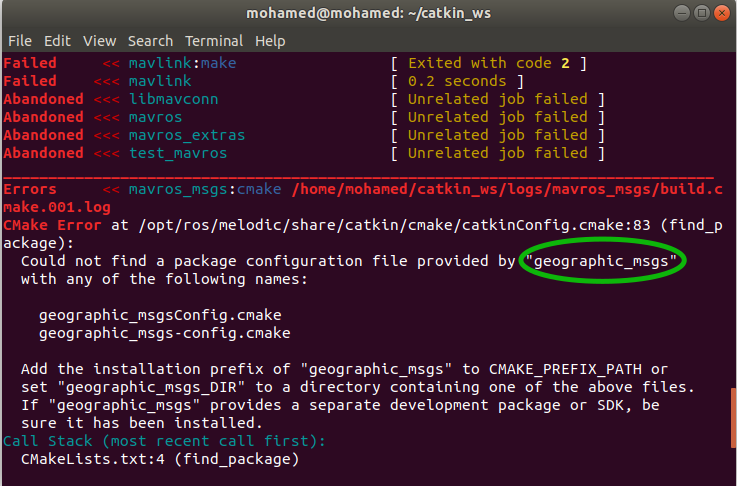 mohamed@mohamed: ~/catkin_ws
File Edit View Search Terminal Help
Failed << mavlink:make [ Exited with code 2 ]
Failed <<< mavlink [ 0.2 seconds ]
Abandoned <<< libmavconn [ Unrelated job failed ]
Abandoned <<< mavros [ Unrelated job failed ]
Abandoned <<< mavros_extras [ Unrelated job failed ]
Abandoned <<< test_mavros [ Unrelated job failed ]
_______________________________________________________________________________
Errors << mavros_msgs:cmake /home/mohamed/catkin_ws/logs/mavros_msgs/build.c
make.001.log
CMake Error at /opt/ros/melodic/share/catkin/cmake/catkinConfig.cmake:83 (find_p
ackage):
Could not find a package configuration file provided by "geographic_msgs"
with any of the following names:
geographic_msgsConfig.cmake
geographic_msgs-config.cmake
Add the installation prefix of "geographic_msgs" to CMAKE_PREFIX_PATH or
set "geographic_msgs_DIR" to a directory containing one of the above files.
If "geographic_msgs" provides a separate development package or SDK, be
sure it has been installed.
Call Stack (most recent call first):
CMakeLists.txt:4 (find_package)